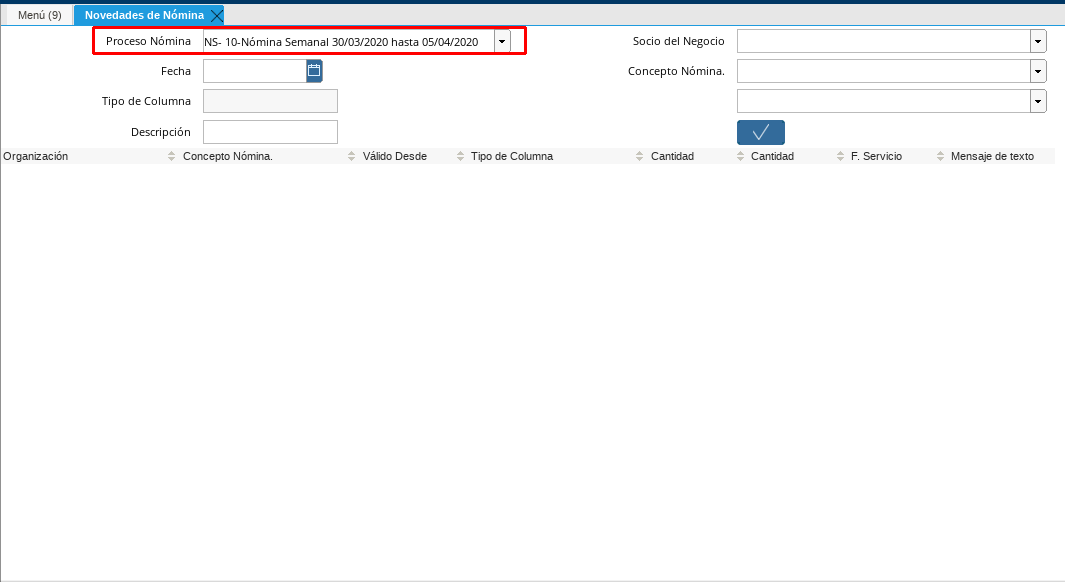 Menú (9) Novedades de Nómina
Proceso Nómina NS- 10-Nómina Semanal 30/03/2020 hasta 05/04/2020 Socio del Negocio
Fecha Concepto Nómina.
Tipo de Columna
Descripción
Organización Concepto Nómina. Válido Desde Tipo de Columna Cantidad Cantidad F. Servicio Mensaje de texto